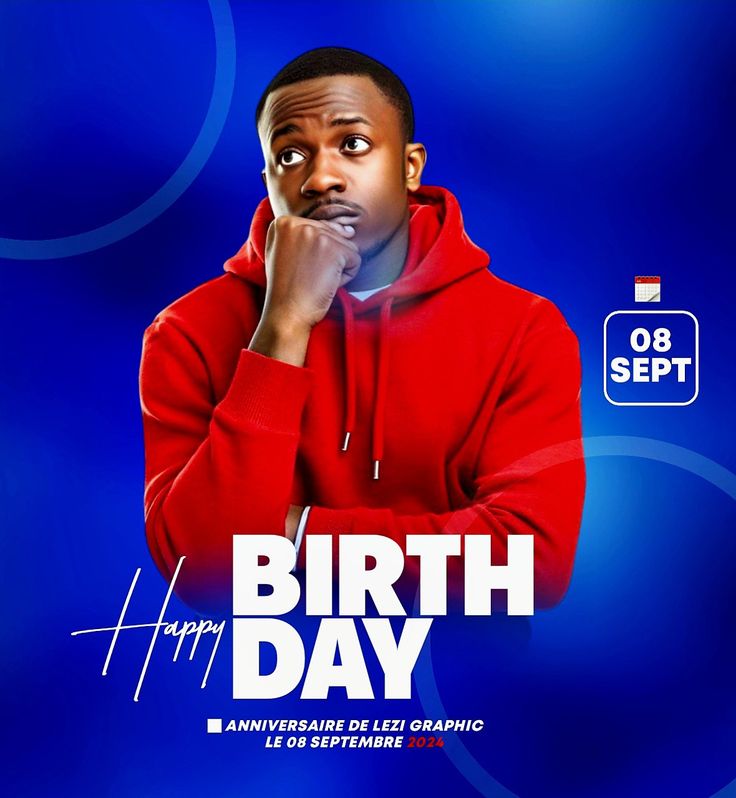 08
SEPT
Happy
BIRTH
DAY
ANNIVERSAIRE DE LEZI GRAPHIC
LE 08 SEPTEMBRE 2024